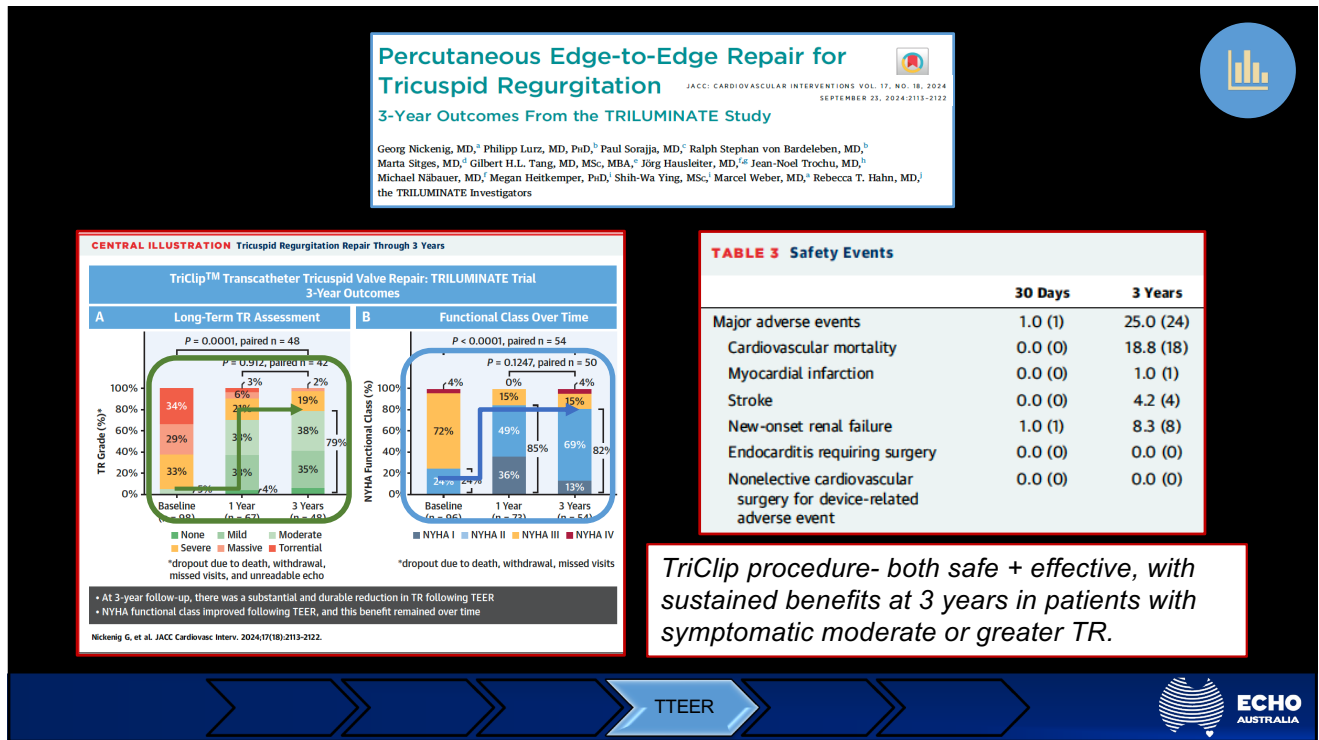 Percutaneous Edge-to-Edge Repair for
Tricuspid Regurgitation
JACC: CARDIOVASCULAR INTERVENTIONS VOL. 17, NO. 18, 2024
SEPTEMBER 23, 2024:2113-2122
3-Year Outcomes From the TRILUMINATE Study
Georg Nickenig, MD,a Philipp Lurz, MD, PhD,b Paul Sorajja, MD,c Ralph Stephan von Bardeleben, MD,b
Marta Sitges, MD,d Gilbert H.L. Tang, MD, MSc, MBA,e Jörg Hausleiter, MD,f,g Jean-Noel Trochu, MD,h
Michael Näbauer, MD,f Megan Heitkemper, PhD,i Shih-Wa Ying, MSc,i Marcel Weber, MD,a Rebecca T. Hahn, MD,j
the TRILUMINATE Investigators
CENTRAL ILLUSTRATION Tricuspid Regurgitation Repair Through 3 Years
TriClip™ Transcatheter Tricuspid Valve Repair: TRILUMINATE Trial
3-Year Outcomes
A Long-Term TR Assessment
P = 0.0001, paired n = 48
P = 0.912, paired n = 42
TR Grade (%)*
100%
80%
60%
40%
20%
0%
34%
29%
33%
5%
3%
6%
21%
33%
33%
4%
2%
19%
38%
35%
79%
Baseline 1 Year 3 Years
(n = 98) (n = 67) (n = 48)
None Mild Moderate
Severe Massive Torrential
*dropout due to death, withdrawal,
missed visits, and unreadable echo
B Functional Class Over Time
P < 0.0001, paired n = 54
P = 0.1247, paired n = 50
NYHA Functional Class (%)
100%
80%
60%
40%
20%
0%
4%
72%
24%
24%
0%
15%
49%
36%
85%
4%
15%
69%
13%
82%
Baseline 1 Year 3 Years
(n = 96) (n = 73) (n = 54)
NYHA I NYHA II NYHA III NYHA IV
*dropout due to death, withdrawal, missed visits
• At 3-year follow-up, there was a substantial and durable reduction in TR following TEER
• NYHA functional class improved following TEER, and this benefit remained over time
Nickenig G, et al. JACC Cardiovasc Interv. 2024;17(18):2113-2122.
TABLE 3 Safety Events
30 Days 3 Years
Major adverse events 1.0 (1) 25.0 (24)
Cardiovascular mortality 0.0 (0) 18.8 (18)
Myocardial infarction 0.0 (0) 1.0 (1)
Stroke 0.0 (0) 4.2 (4)
New-onset renal failure 1.0 (1) 8.3 (8)
Endocarditis requiring surgery 0.0 (0) 0.0 (0)
Nonelective cardiovascular 0.0 (0) 0.0 (0)
surgery for device-related
adverse event
TriClip procedure- both safe + effective, with
sustained benefits at 3 years in patients with
symptomatic moderate or greater TR.
TTEER
ECHO
AUSTRALIA